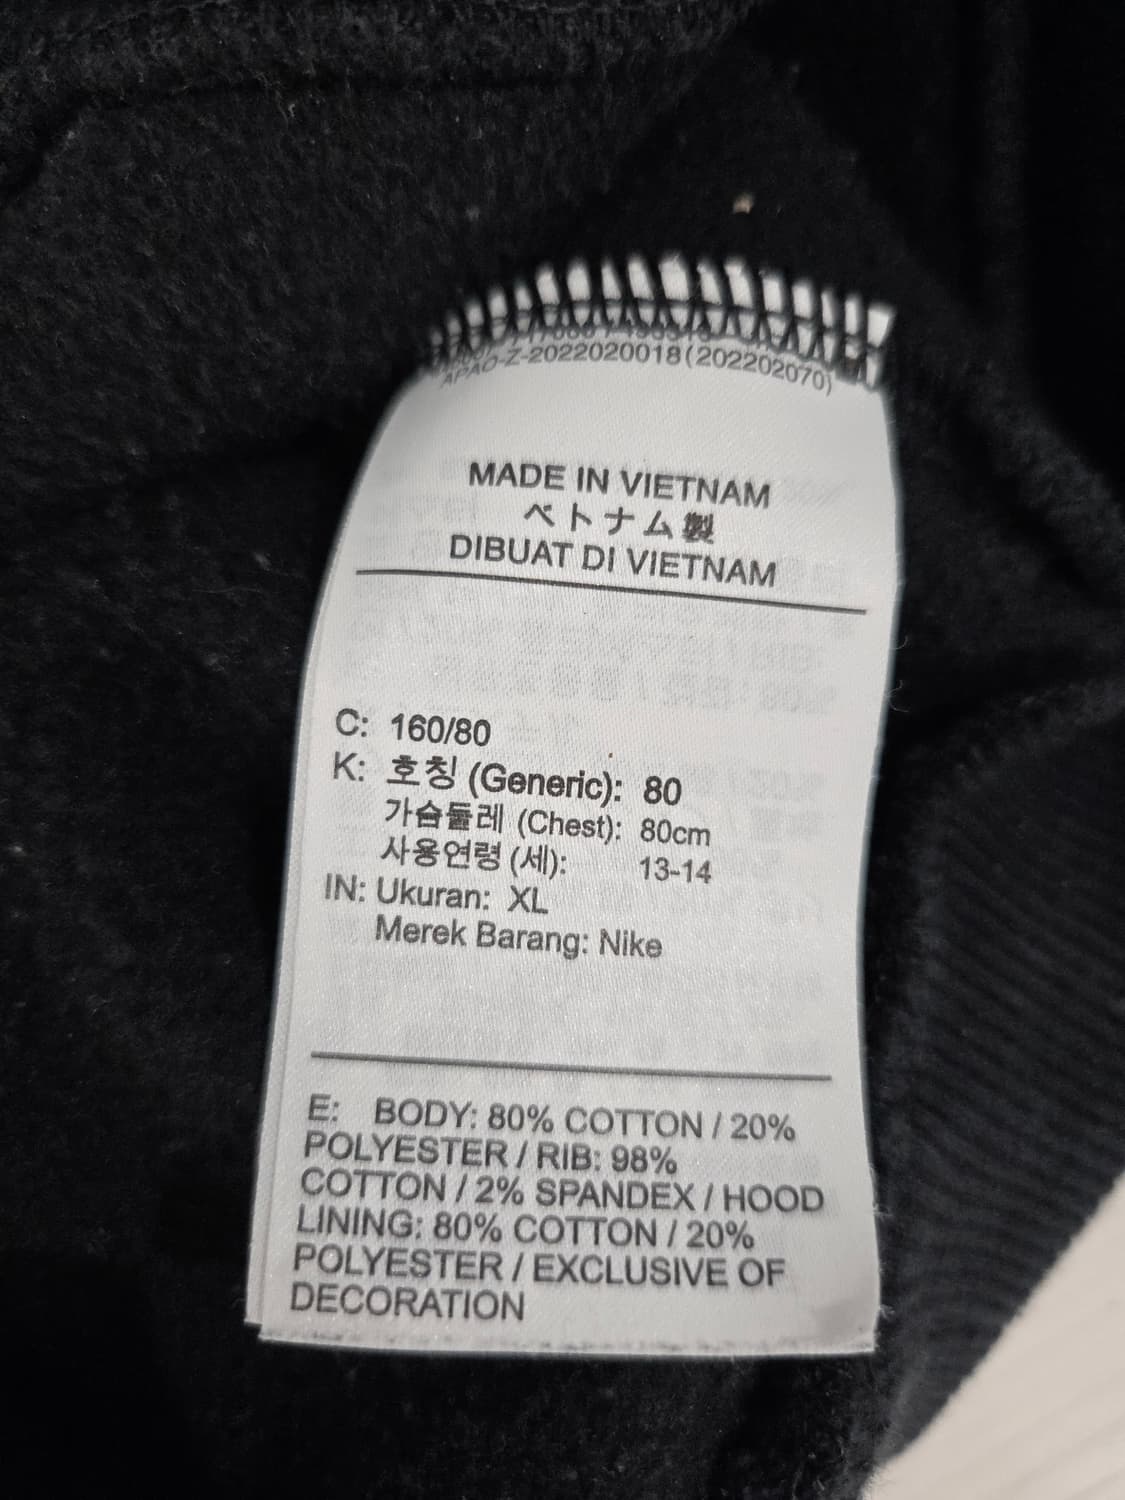 APAO-Z-2022020018(202202070)
MADE IN VIETNAM
ベトナム製
DIBUAT DI VIETNAM
C: 160/80
K: 호칭 (Generic): 80
가슴둘레 (Chest): 80cm
사용연령 (세): 13-14
IN: Ukuran: XL
Merek Barang: Nike
E: BODY: 80% COTTON / 20%
POLYESTER / RIB: 98%
COTTON / 2% SPANDEX / HOOD
LINING: 80% COTTON / 20%
POLYESTER / EXCLUSIVE OF
DECORATION